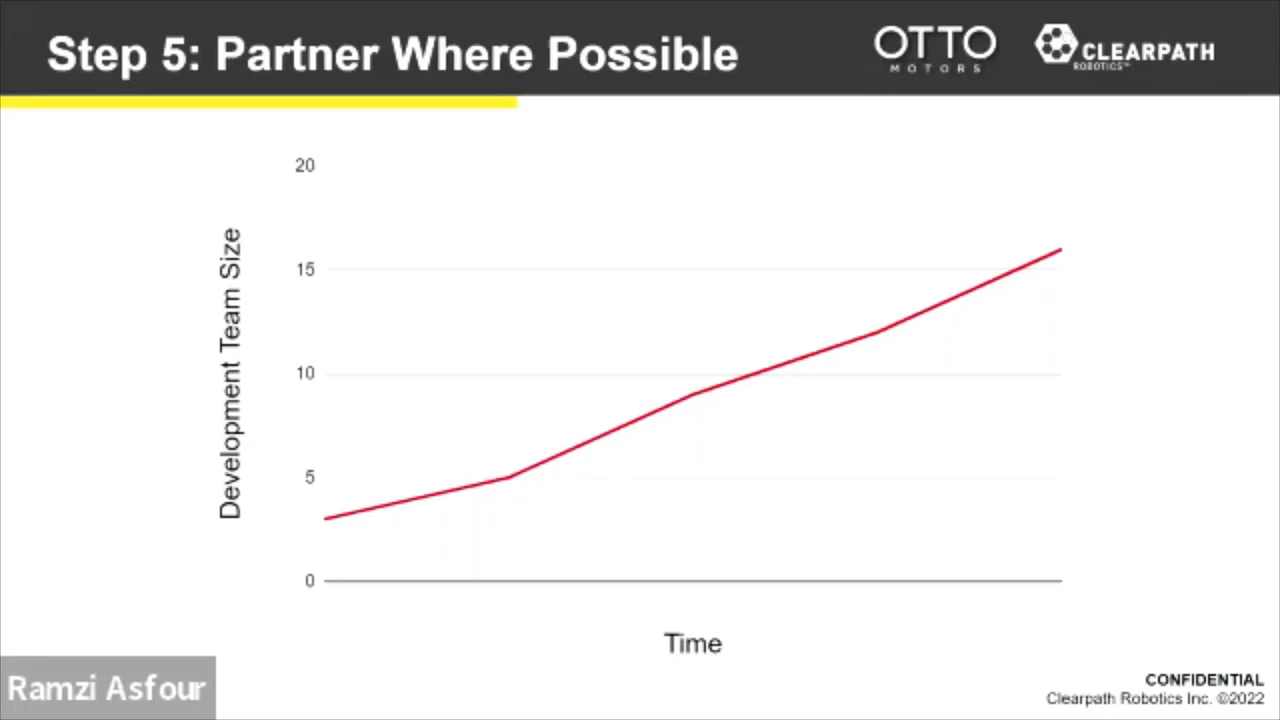 Step 5: Partner Where Possible
OTTO
MOTORS
CLEARPATH
ROBOTICS™
20
15
10
5
0
Development Team Size
Time
Ramzi Asfour
CONFIDENTIAL
Clearpath Robotics Inc. ©2022